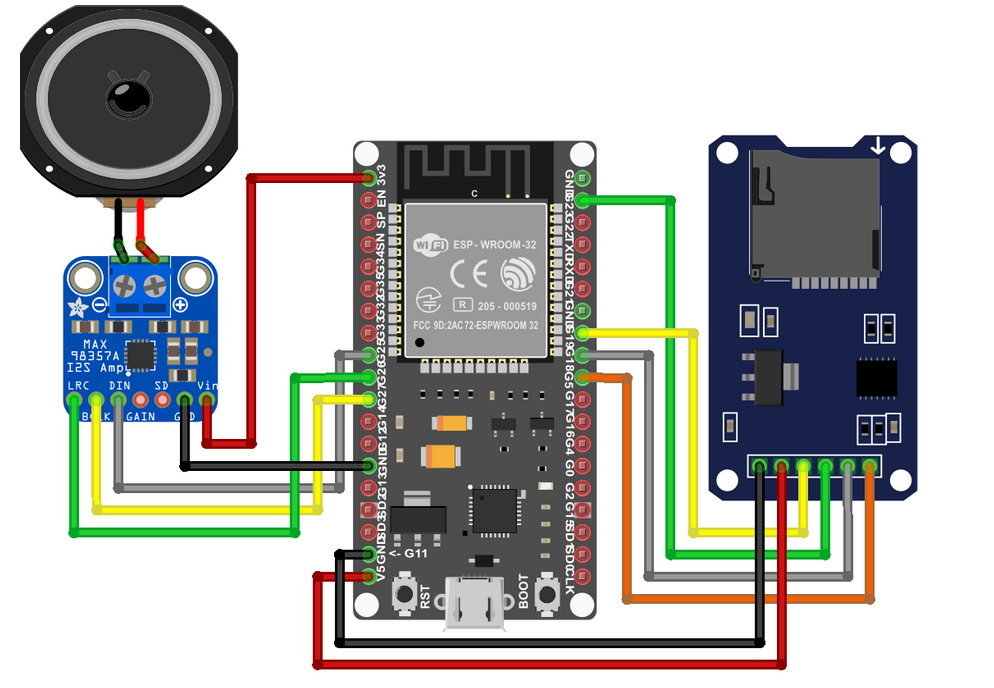 3v3
EN
SP
SN
G34
G35
G32
G33
G25
G26
G27
G14
G12
GND
G13
SD2
SD3
GND
V5
<- G11
C
WiFi
ESP - WROOM -32
CE
R
205 - 000519
FCC 9D:2AC72-ESPWROOM 32
GND
G23
G22
TXD
RXD
G21
GND
G19
G18
G5
G17
G16
G4
G0
G2
G15
SD1
SD0
CLK
RST
BOOT
MAX
98357A
I2S Amp
LRC
DIN
SD
Vin
BCLK
GAIN
GND